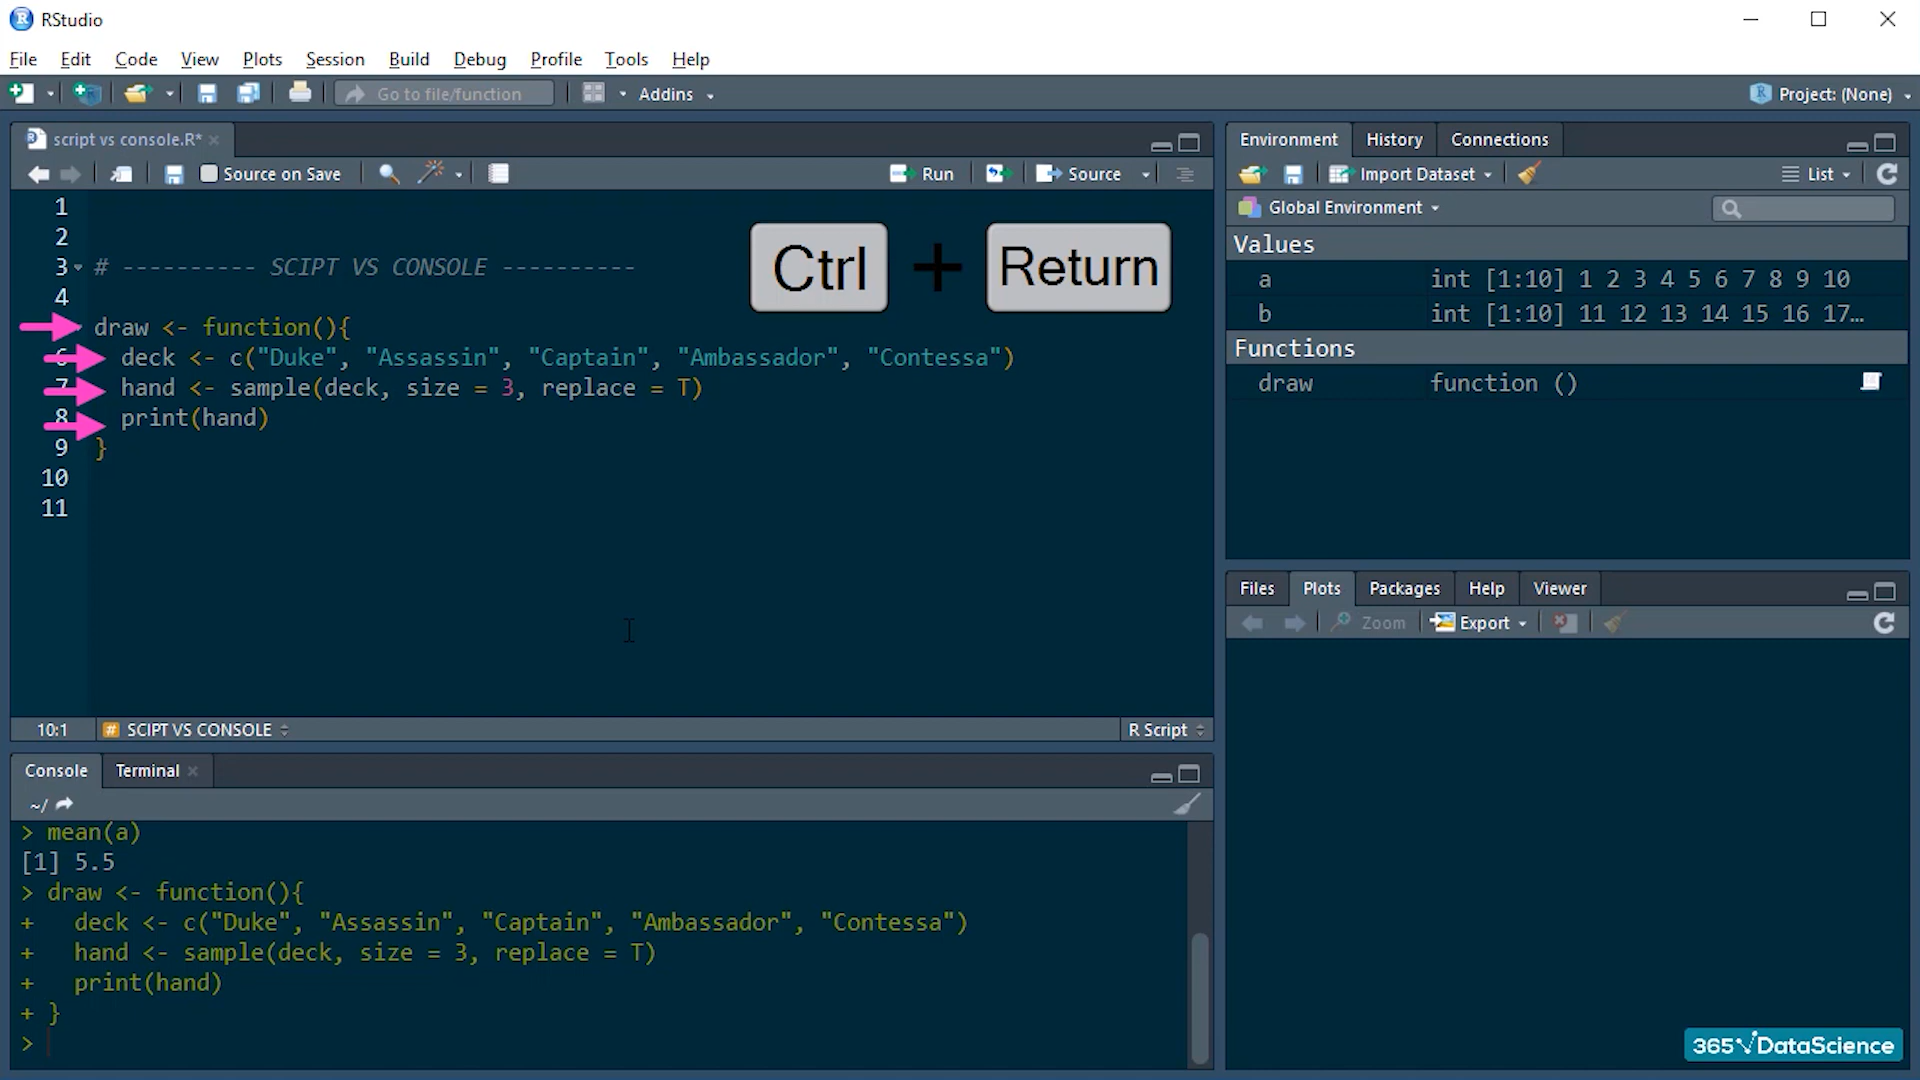 RStudio
File Edit Code View Plots Session Build Debug Profile Tools Help
Go to file/function Addins Project: (None)
script vs console.R*
Source on Save Run Source
1
2
3 # ---------- SCIPT VS CONSOLE ----------
4
draw <- function(){
6 deck <- c("Duke", "Assassin", "Captain", "Ambassador", "Contessa")
7 hand <- sample(deck, size = 3, replace = T)
8 print(hand)
9 }
10
11
Ctrl + Return
10:1 # SCIPT VS CONSOLE R Script
Console Terminal
~/
> mean(a)
[1] 5.5
> draw <- function(){
+ deck <- c("Duke", "Assassin", "Captain", "Ambassador", "Contessa")
+ hand <- sample(deck, size = 3, replace = T)
+ print(hand)
+ }
>
Environment History Connections
Import Dataset List
Global Environment
Values
a int [1:10] 1 2 3 4 5 6 7 8 9 10
b int [1:10] 11 12 13 14 15 16 17…
Functions
draw function ()
Files Plots Packages Help Viewer
Zoom Export
365 DataScience